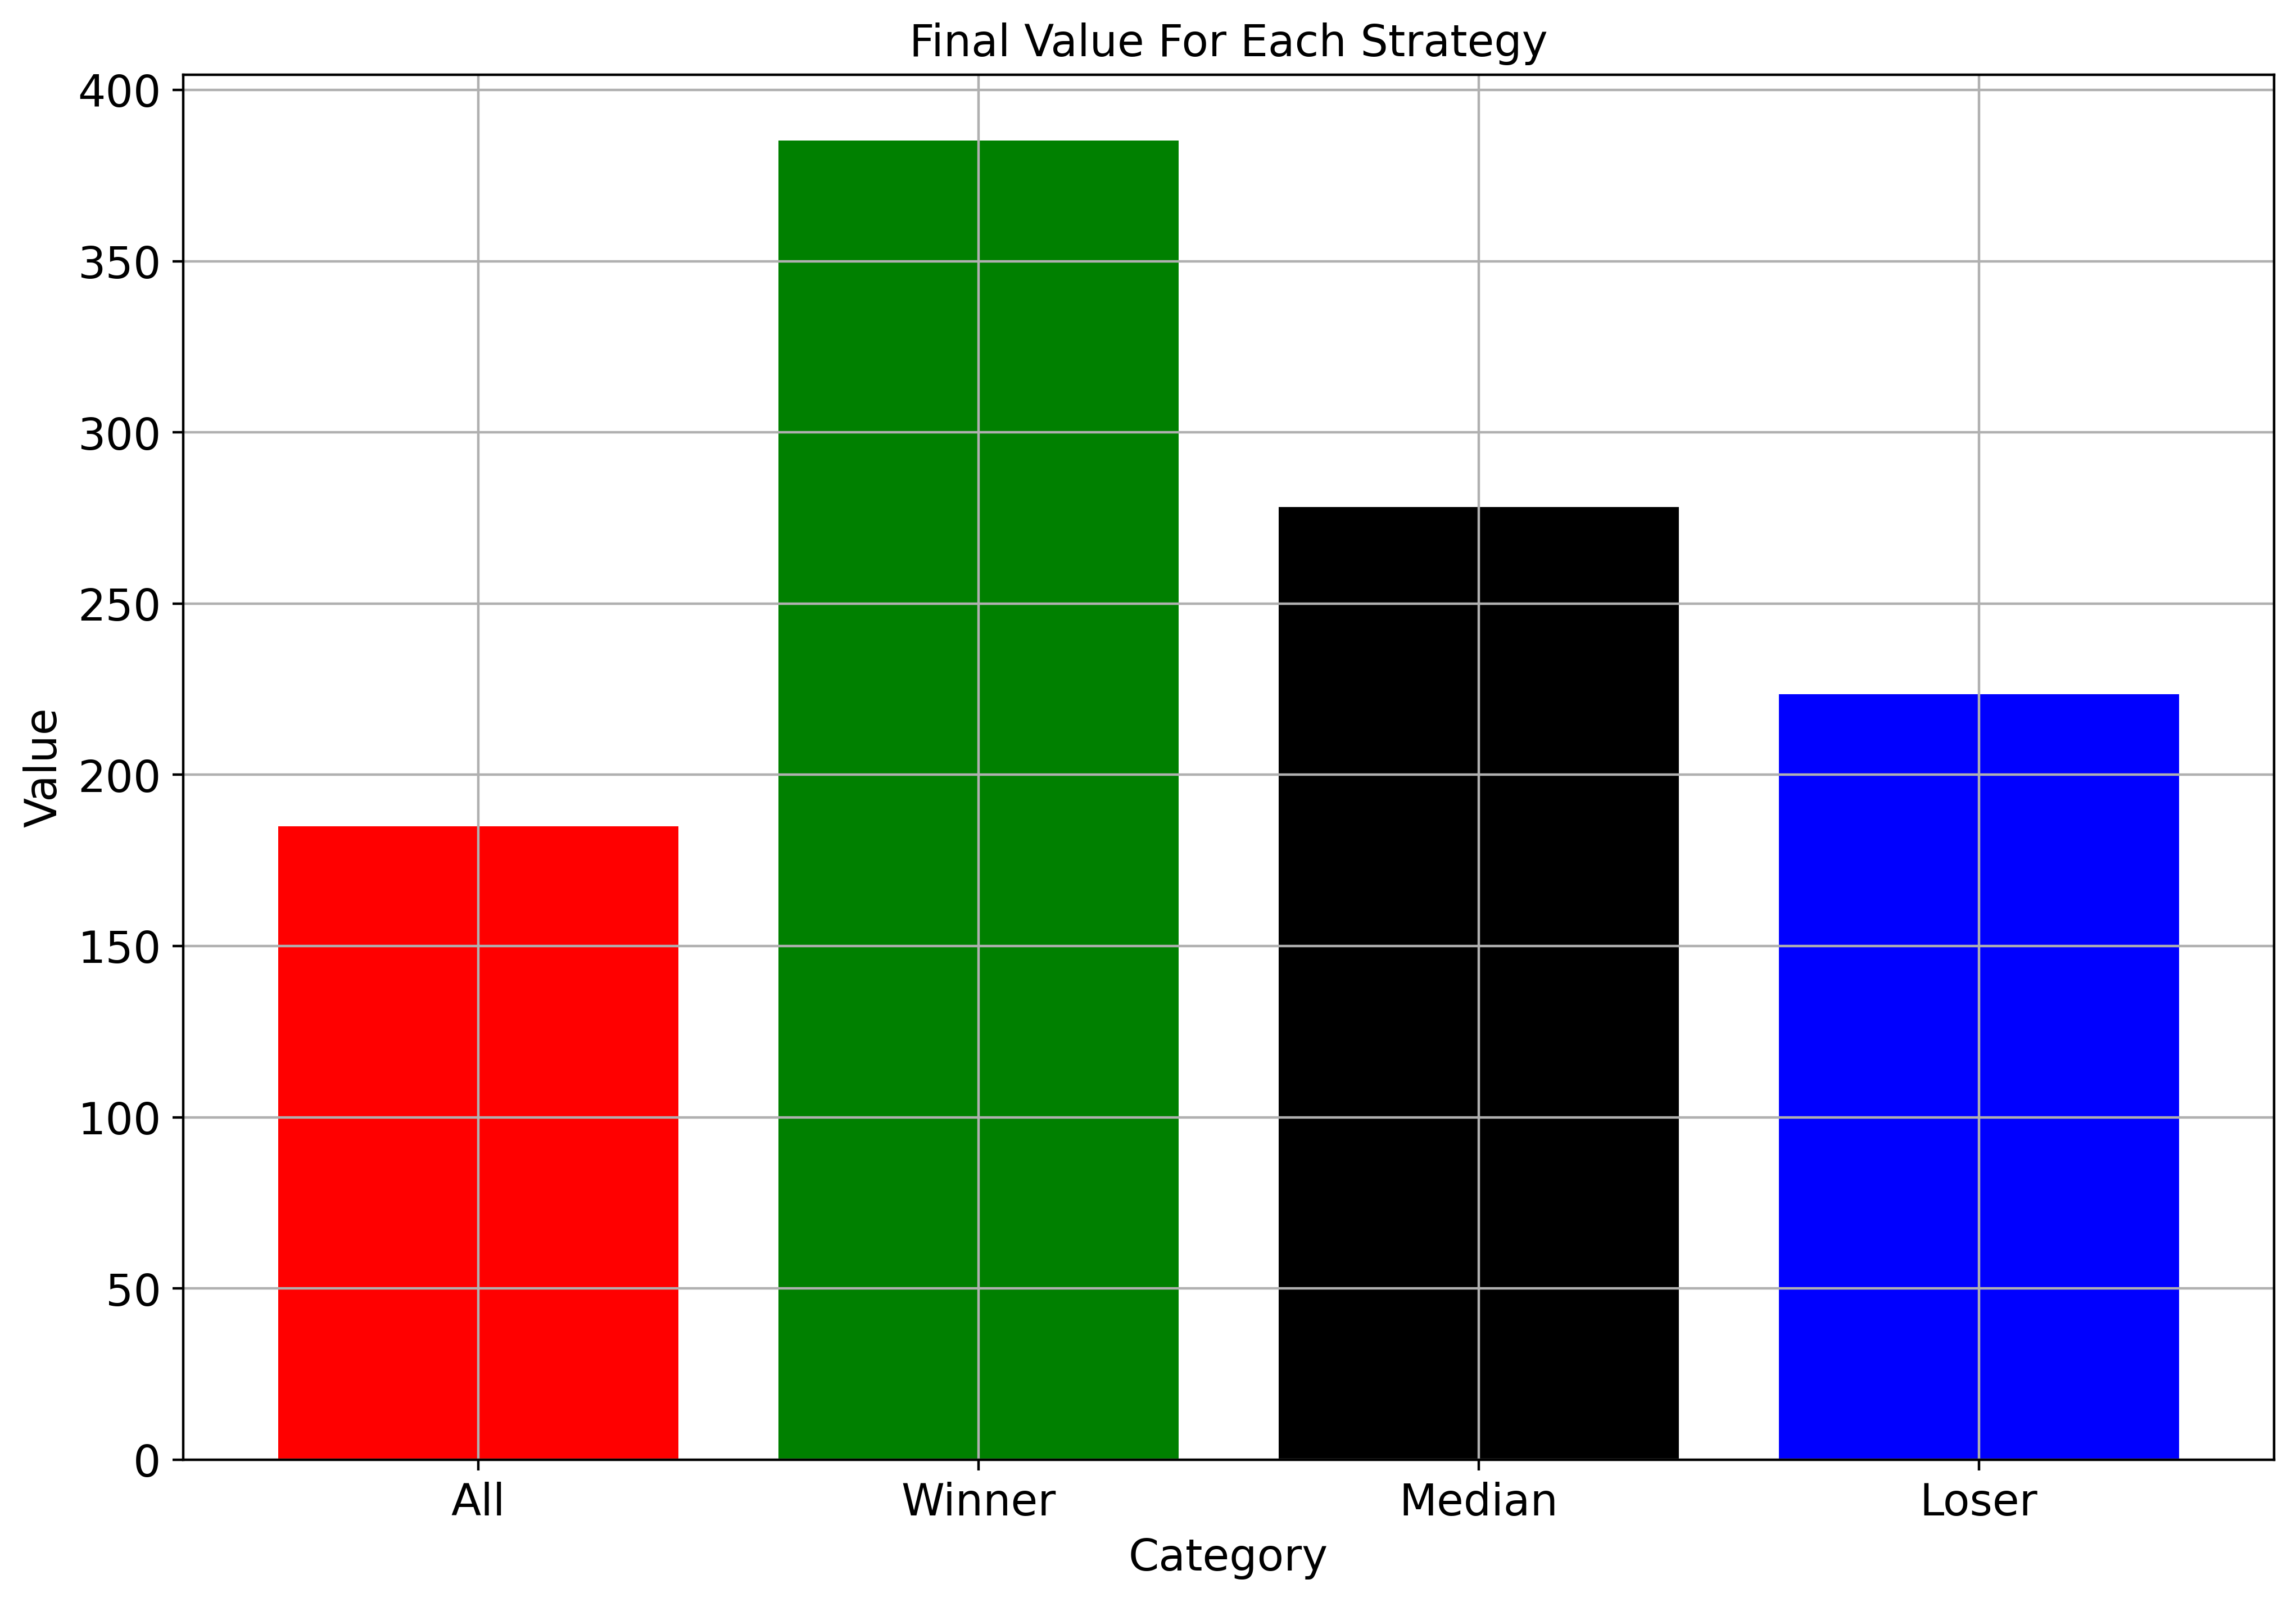 Final Value For Each Strategy
Value
400
350
300
250
200
150
100
50
0
All Winner Median Loser
Category